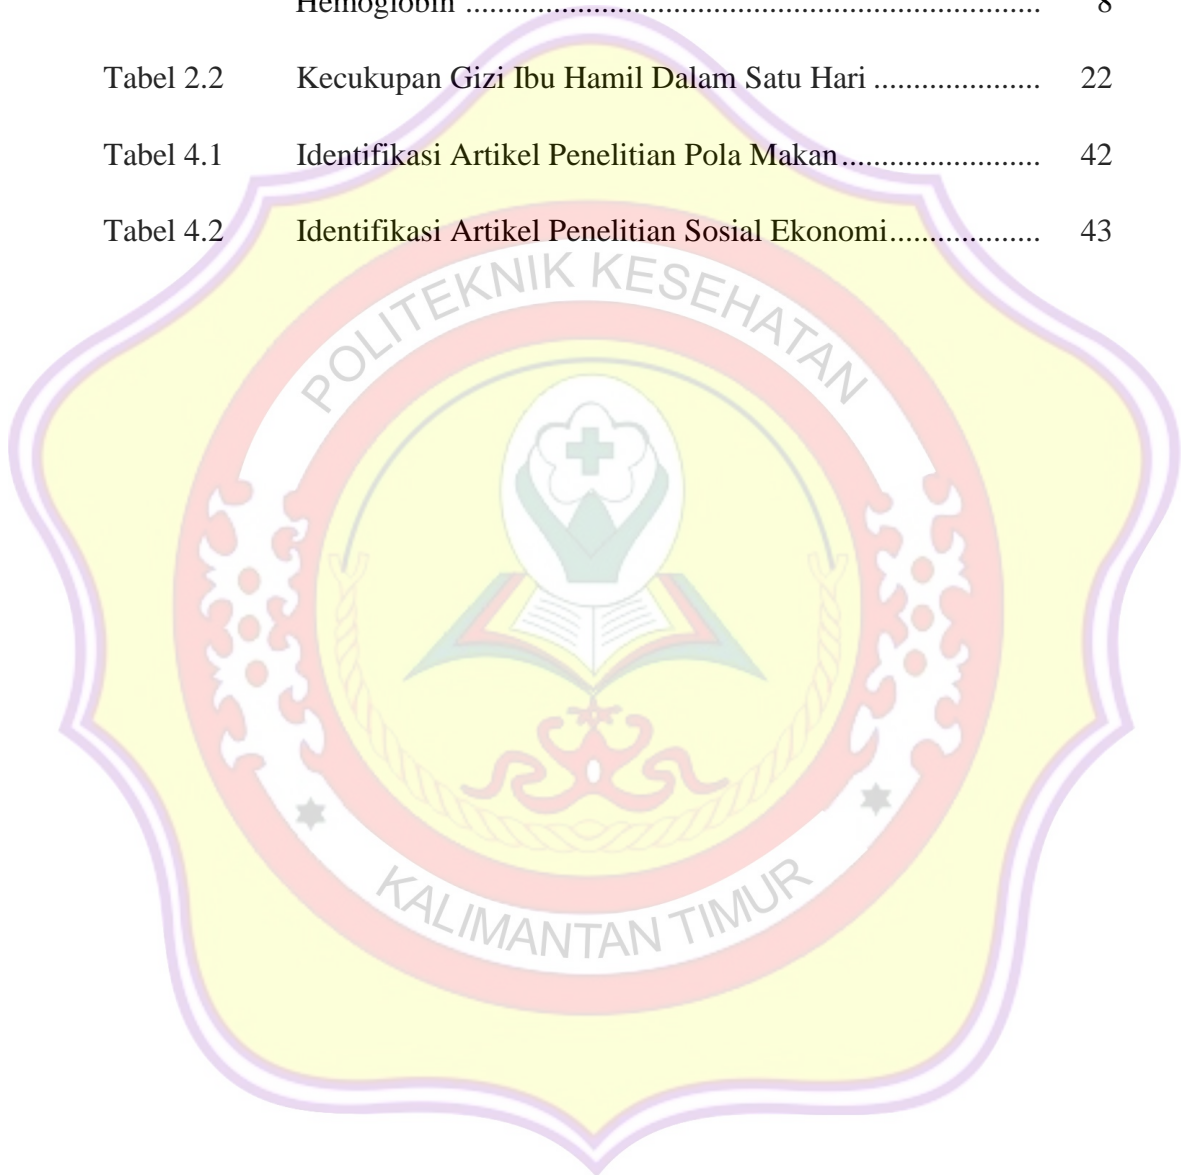 Hemoglobin ........................................................................ 8
Tabel 2.2 Kecukupan Gizi Ibu Hamil Dalam Satu Hari ..................... 22
Tabel 4.1 Identifikasi Artikel Penelitian Pola Makan ......................... 42
Tabel 4.2 Identifikasi Artikel Penelitian Sosial Ekonomi ................... 43
POLITEKNIK KESEHATAN
KALIMANTAN TIMUR